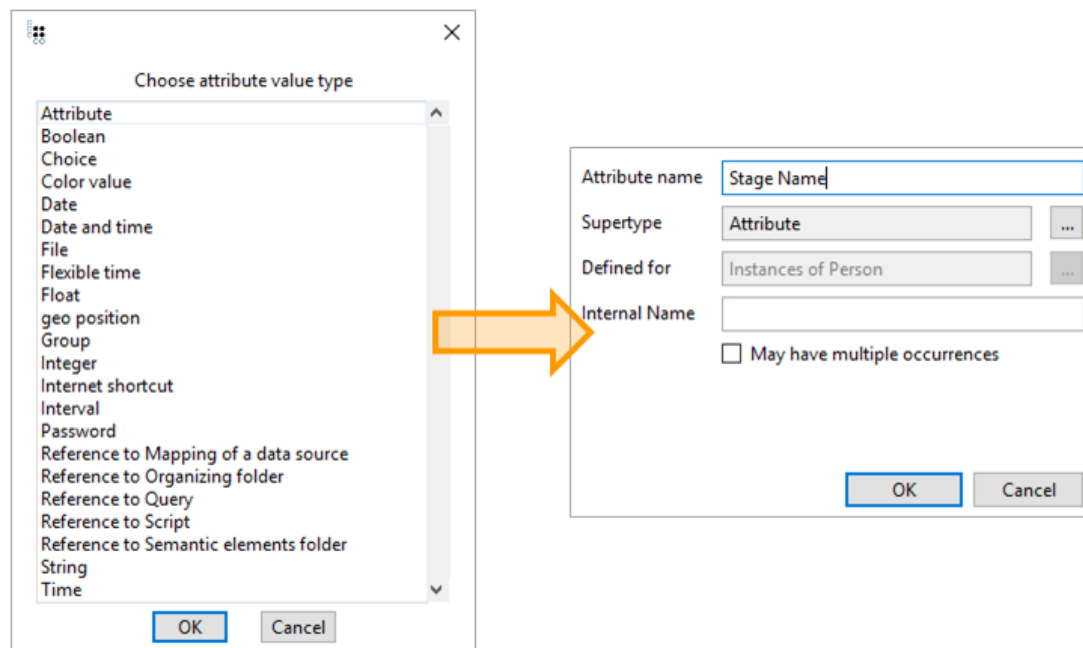 Choose attribute value type
Attribute
Boolean
Choice
Color value
Date
Date and time
File
Flexible time
Float
geo position
Group
Integer
Internet shortcut
Interval
Password
Reference to Mapping of a data source
Reference to Organizing folder
Reference to Query
Reference to Script
Reference to Semantic elements folder
String
Time
OK Cancel
Attribute name Stage Name
Supertype Attribute ...
Defined for Instances of Person ...
Internal Name
May have multiple occurrences
OK Cancel